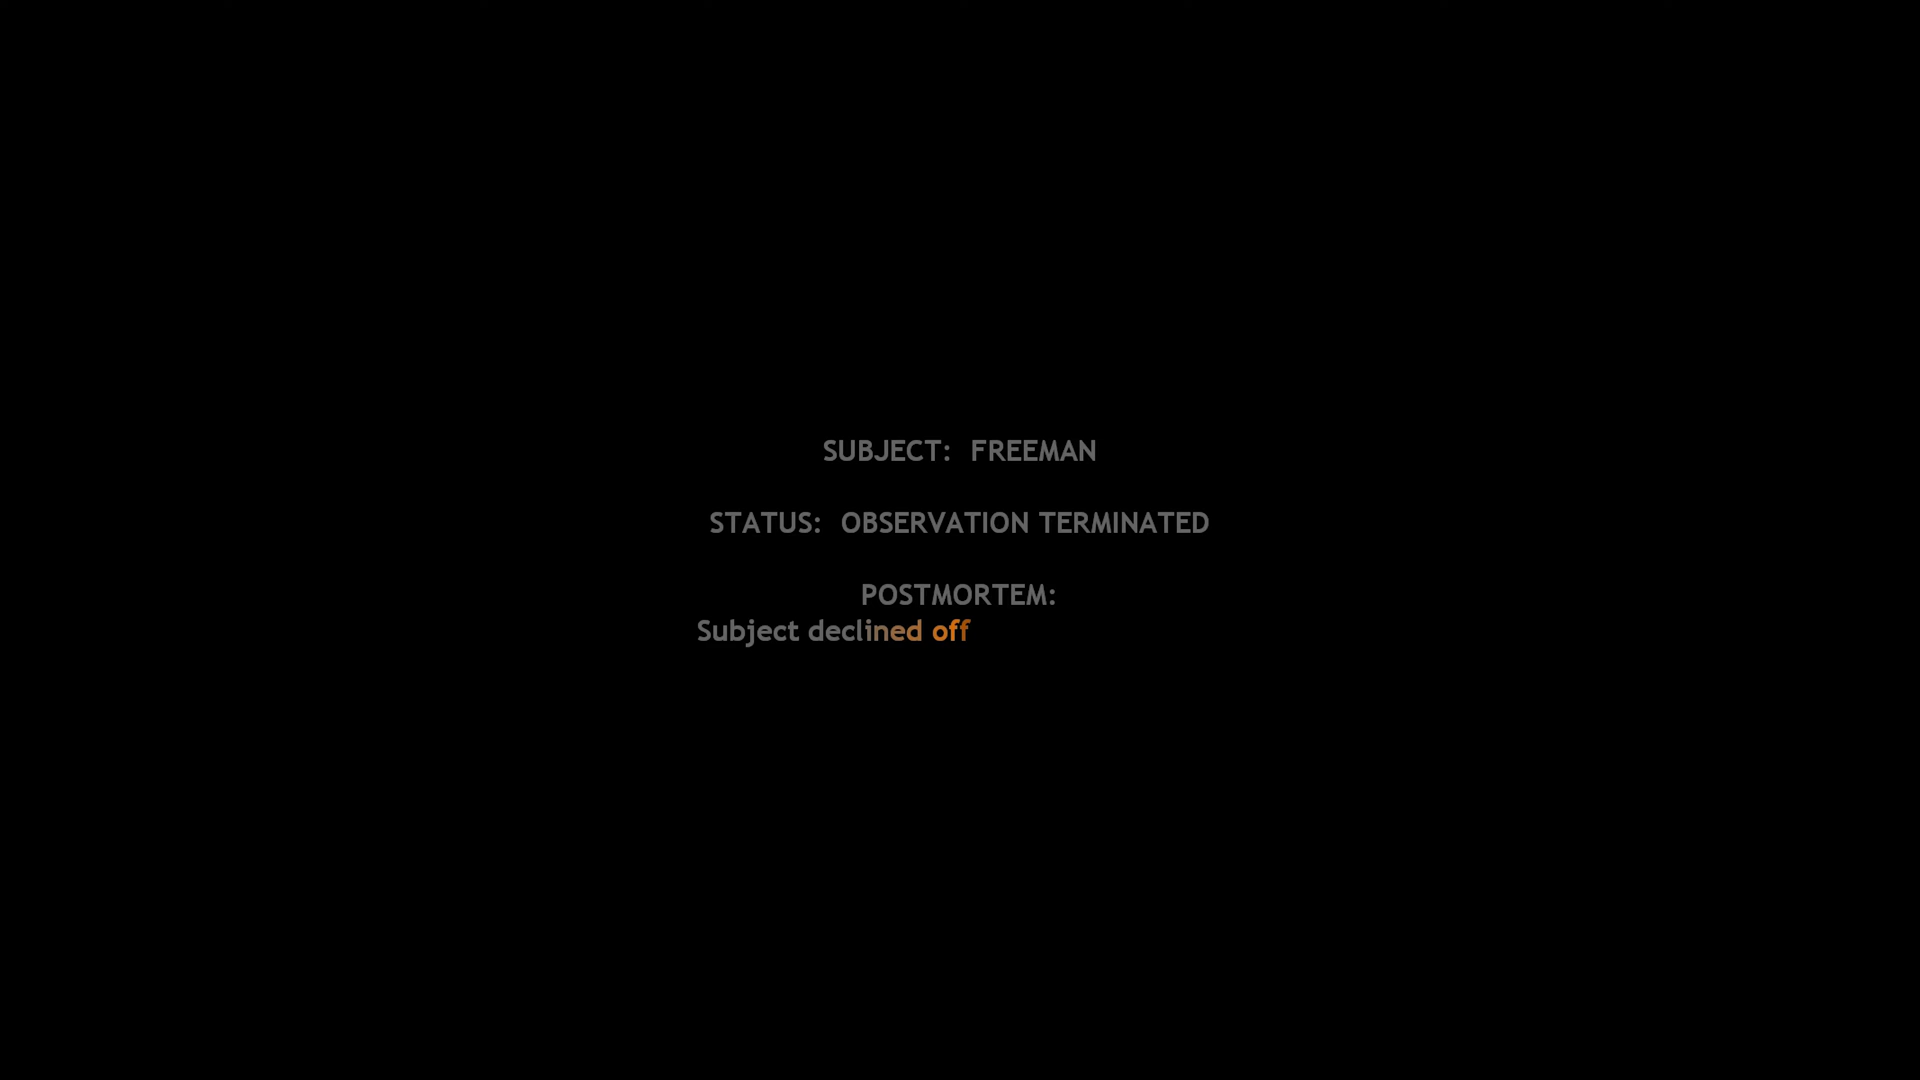 SUBJECT: FREEMAN
STATUS: OBSERVATION TERMINATED
POSTMORTEM:
Subject declined off